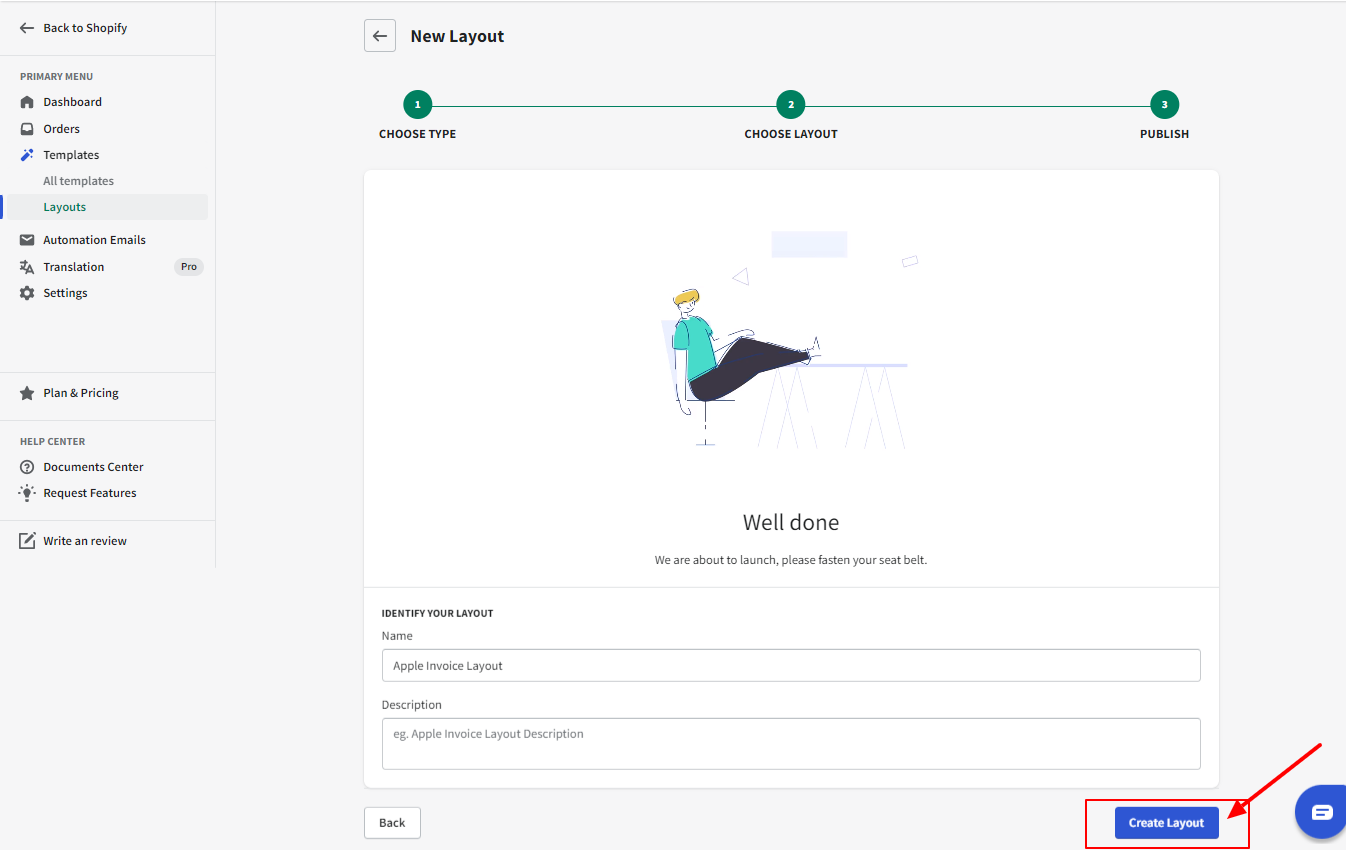 Back to Shopify
PRIMARY MENU
Dashboard
Orders
Templates
All templates
Layouts
Automation Emails
Translation Pro
Settings
Plan & Pricing
HELP CENTER
Documents Center
Request Features
Write an review
New Layout
1 2 3
CHOOSE TYPE CHOOSE LAYOUT PUBLISH
Well done
We are about to launch, please fasten your seat belt.
IDENTIFY YOUR LAYOUT
Name
Apple Invoice Layout
Description
eg. Apple Invoice Layout Description
Back Create Layout